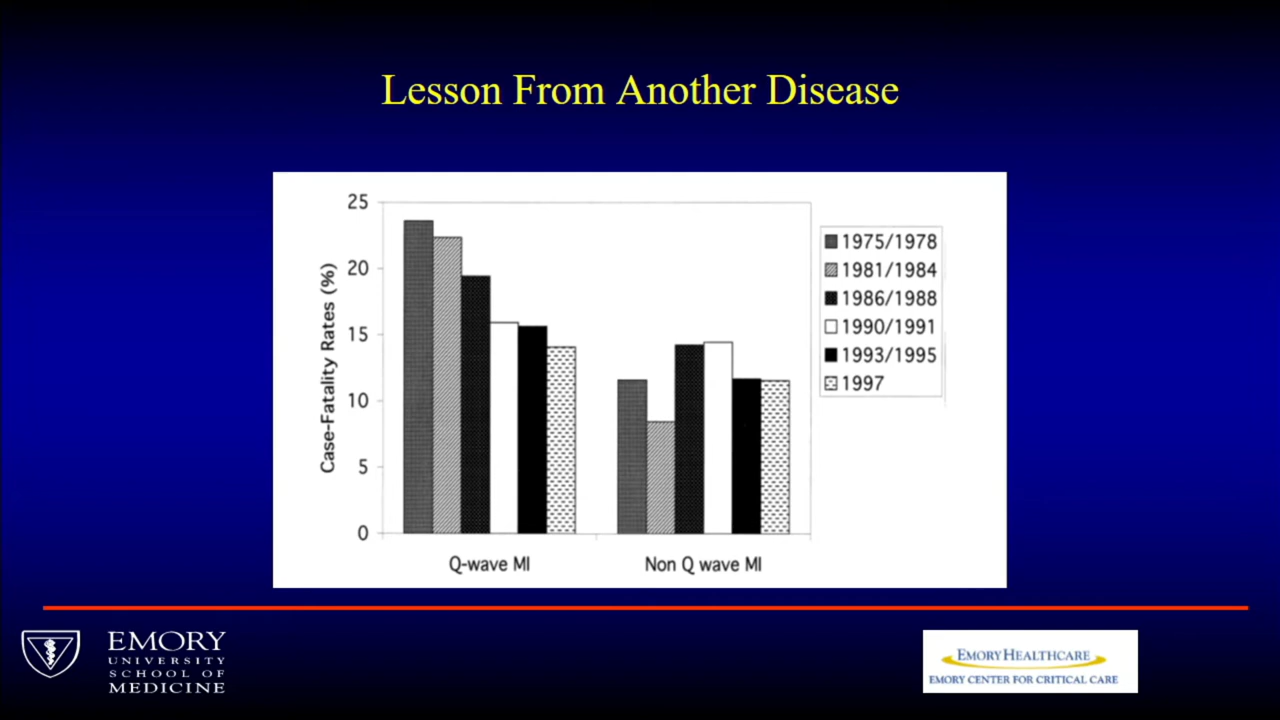 Lesson From Another Disease
25
20
15
10
5
0
Case-Fatality Rates (%)
Q-wave MI
Non Q wave MI
1975/1978
1981/1984
1986/1988
1990/1991
1993/1995
1997
EMORY
UNIVERSITY
SCHOOL OF
MEDICINE
EMORY HEALTHCARE
EMORY CENTER FOR CRITICAL CARE